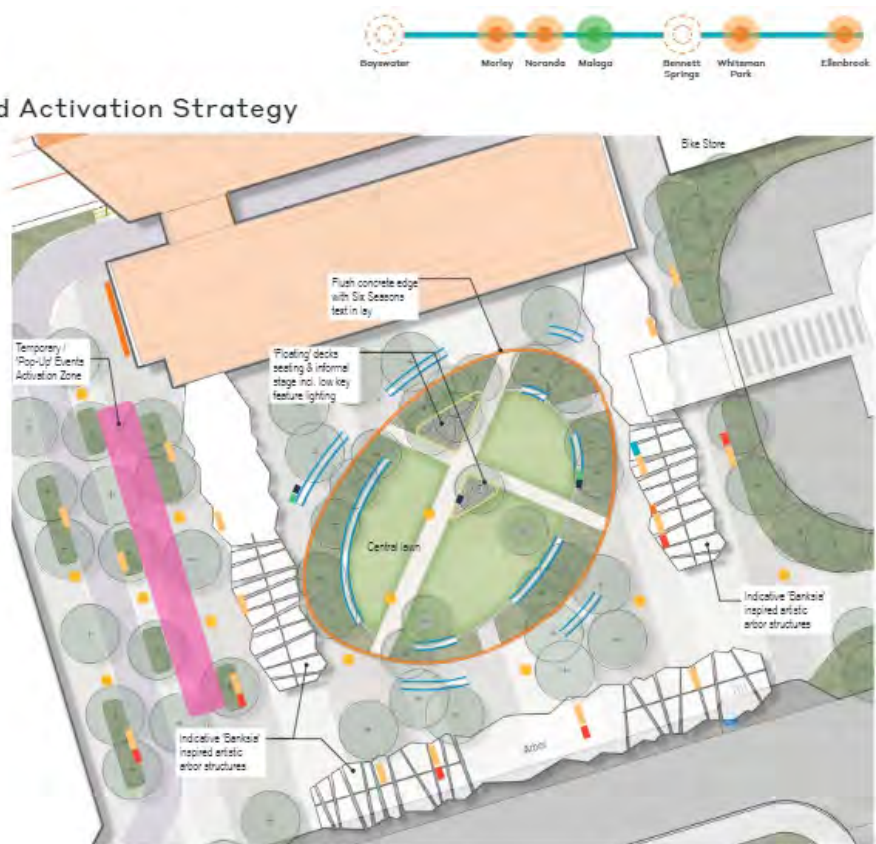 Bayswater
Morley
Noranda
Malaga
Bennett
Springs
Whiteman
Park
Ellenbrook
d Activation Strategy
Bike Store
Flush concrete edge
with Six Seasons
text in lay
Temporary /
'Pop-Up' Events
Activation Zone
'Floating' decks
seating & informal
stage incl. low key
feature lighting
Central lawn
Indicative 'Banksia'
inspired artistic
arbor structures
Indicative 'Banksia'
inspired artistic
arbor structures
Arbor